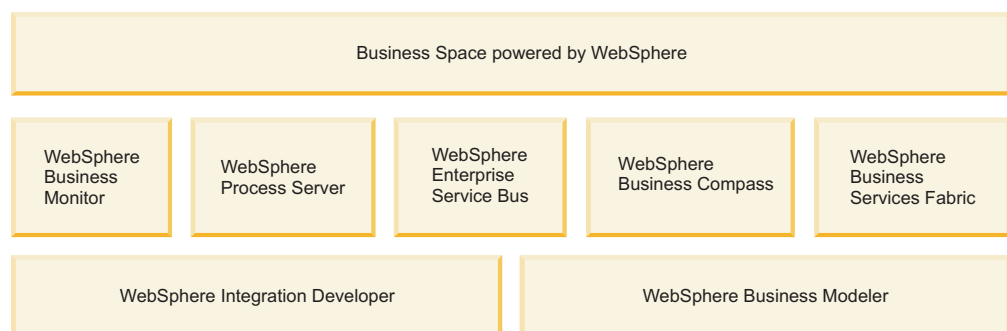 Business Space powered by WebSphere
WebSphere
Business
Monitor
WebSphere
Process Server
WebSphere
Enterprise
Service Bus
WebSphere
Business Compass
WebSphere
Business
Services Fabric
WebSphere Integration Developer
WebSphere Business Modeler